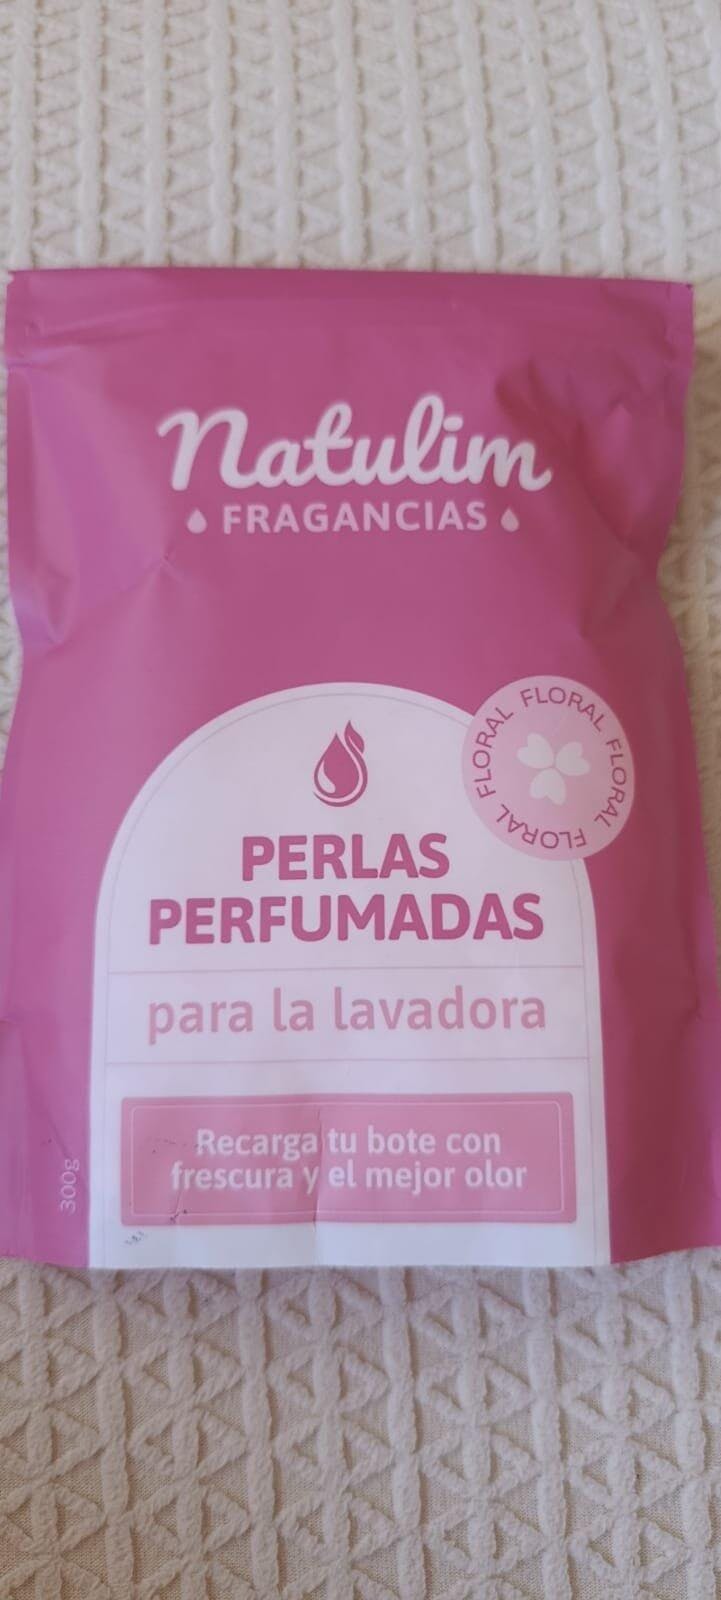 Natulim
FRAGANCIAS
FLORAL FLORAL FLORAL FLORAL FLORAL
PERLAS
PERFUMADAS
para la lavadora
Recarga tu bote con
frescura y el mejor olor
300g